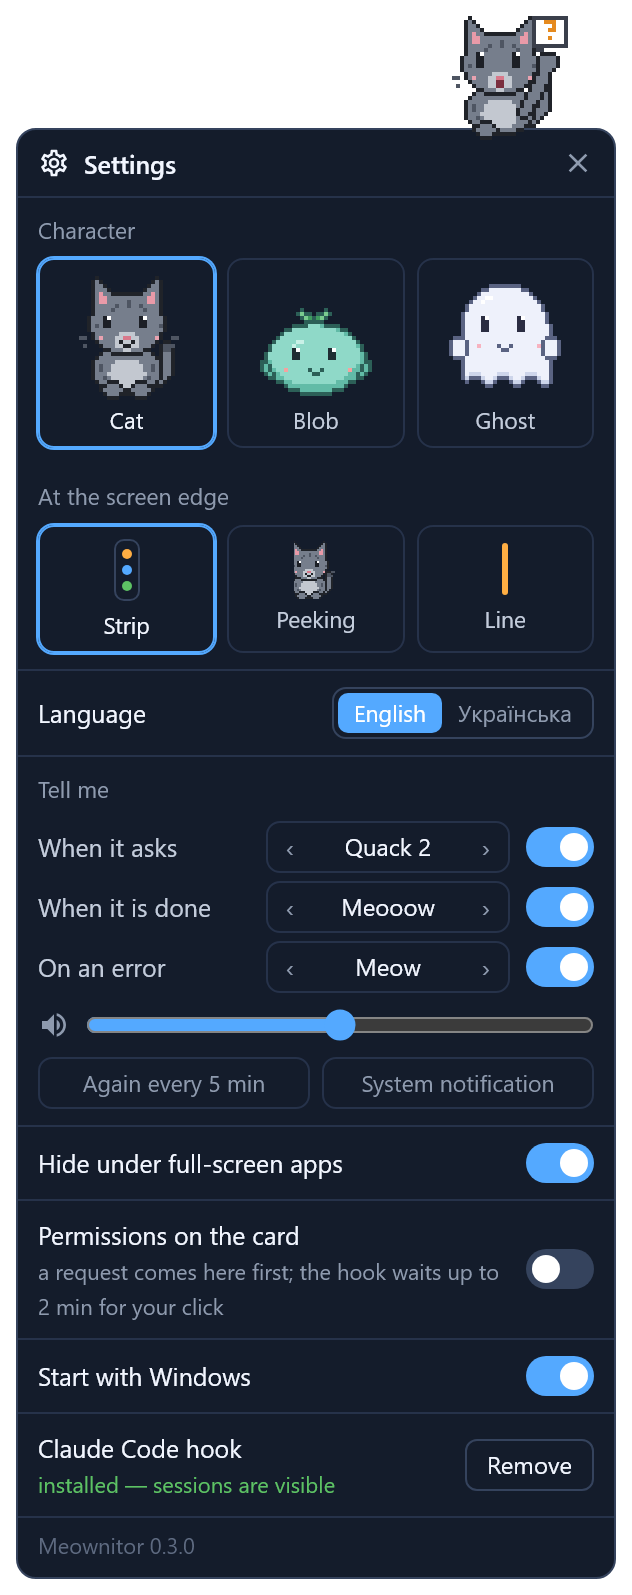 ?
Settings
Character
Cat
Blob
Ghost
At the screen edge
Strip
Peeking
Line
Language
English
Українська
Tell me
When it asks
‹ Quack 2 ›
When it is done
‹ Meooow ›
On an error
‹ Meow ›
Again every 5 min
System notification
Hide under full-screen apps
Permissions on the card
a request comes here first; the hook waits up to
2 min for your click
Start with Windows
Claude Code hook
installed — sessions are visible
Remove
Meownitor 0.3.0